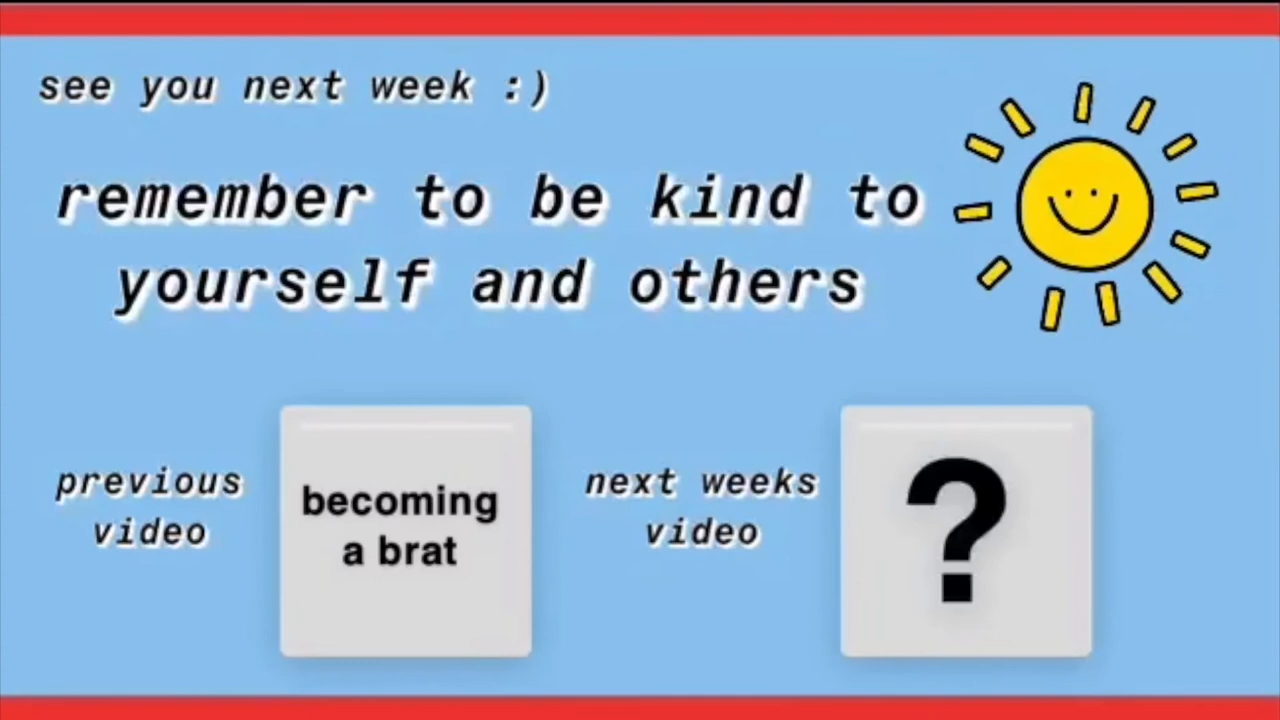 see you next week :)
remember to be kind to
yourself and others
previous
video
becoming
a brat
next weeks
video
?